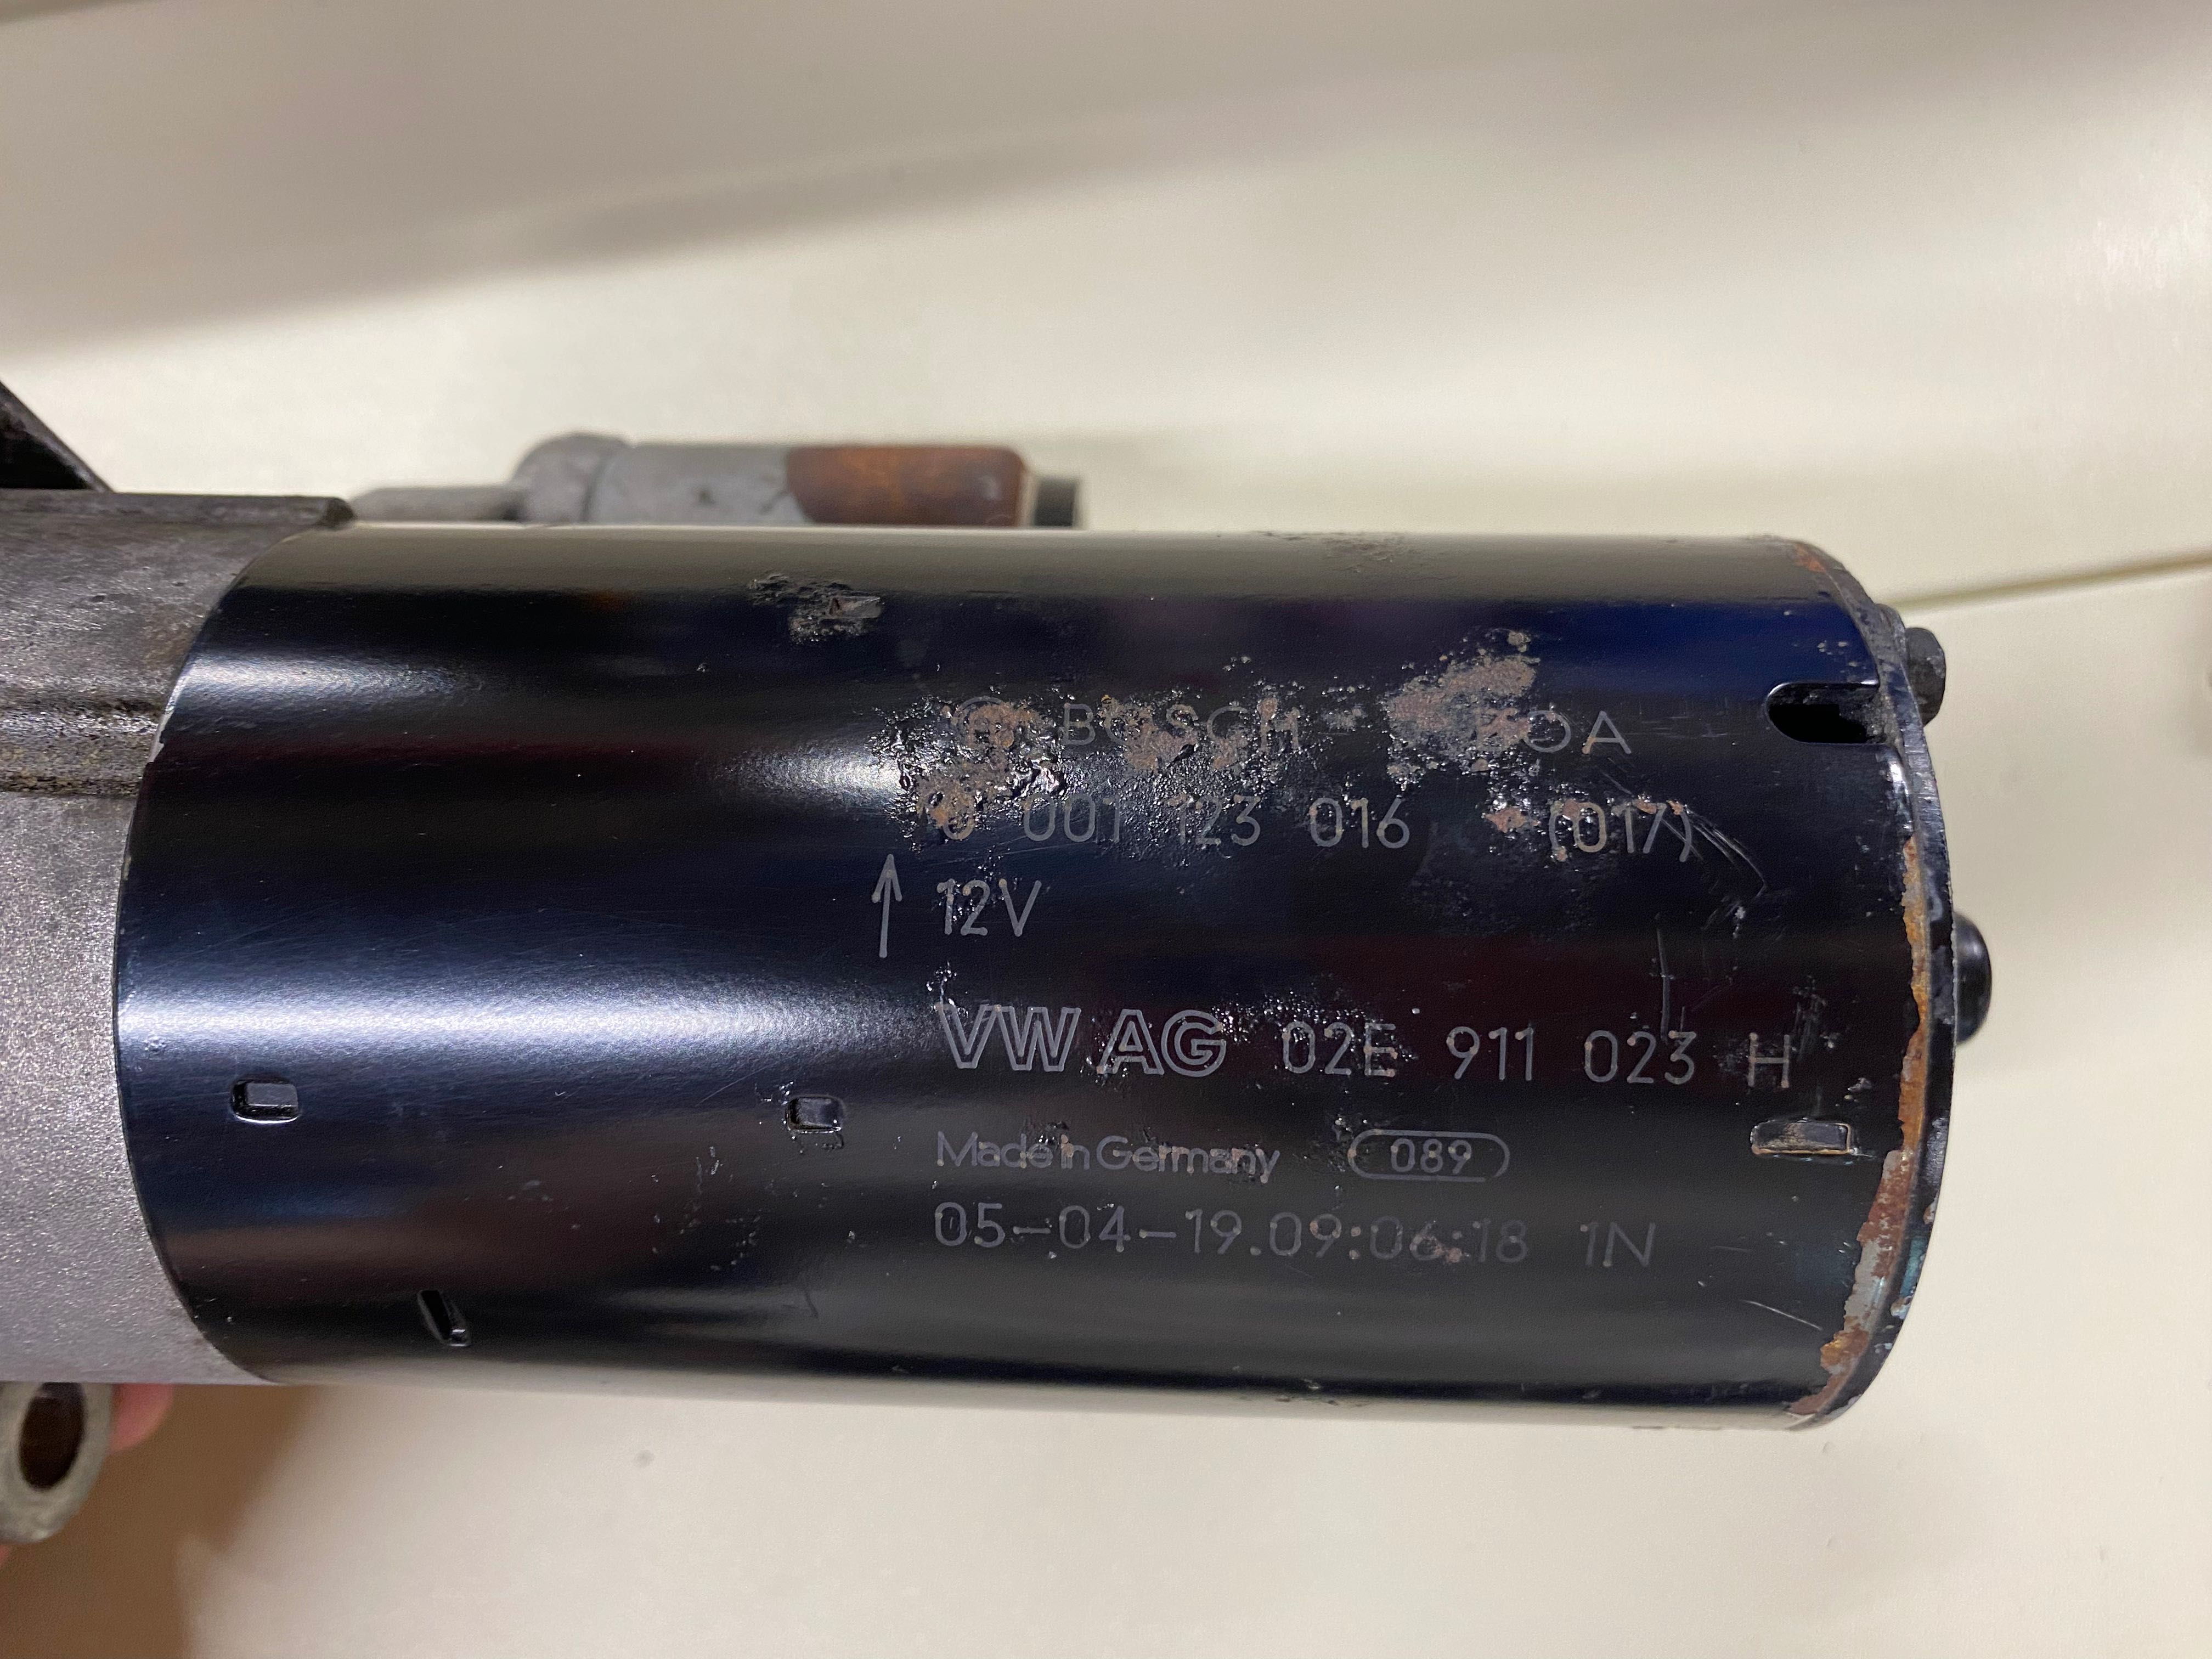 BOSCH EOA
0 001 123 016 (017)
12V
VW AG 02E 911 023 H
Made in Germany 089
05-04-19.09:06:18 1N